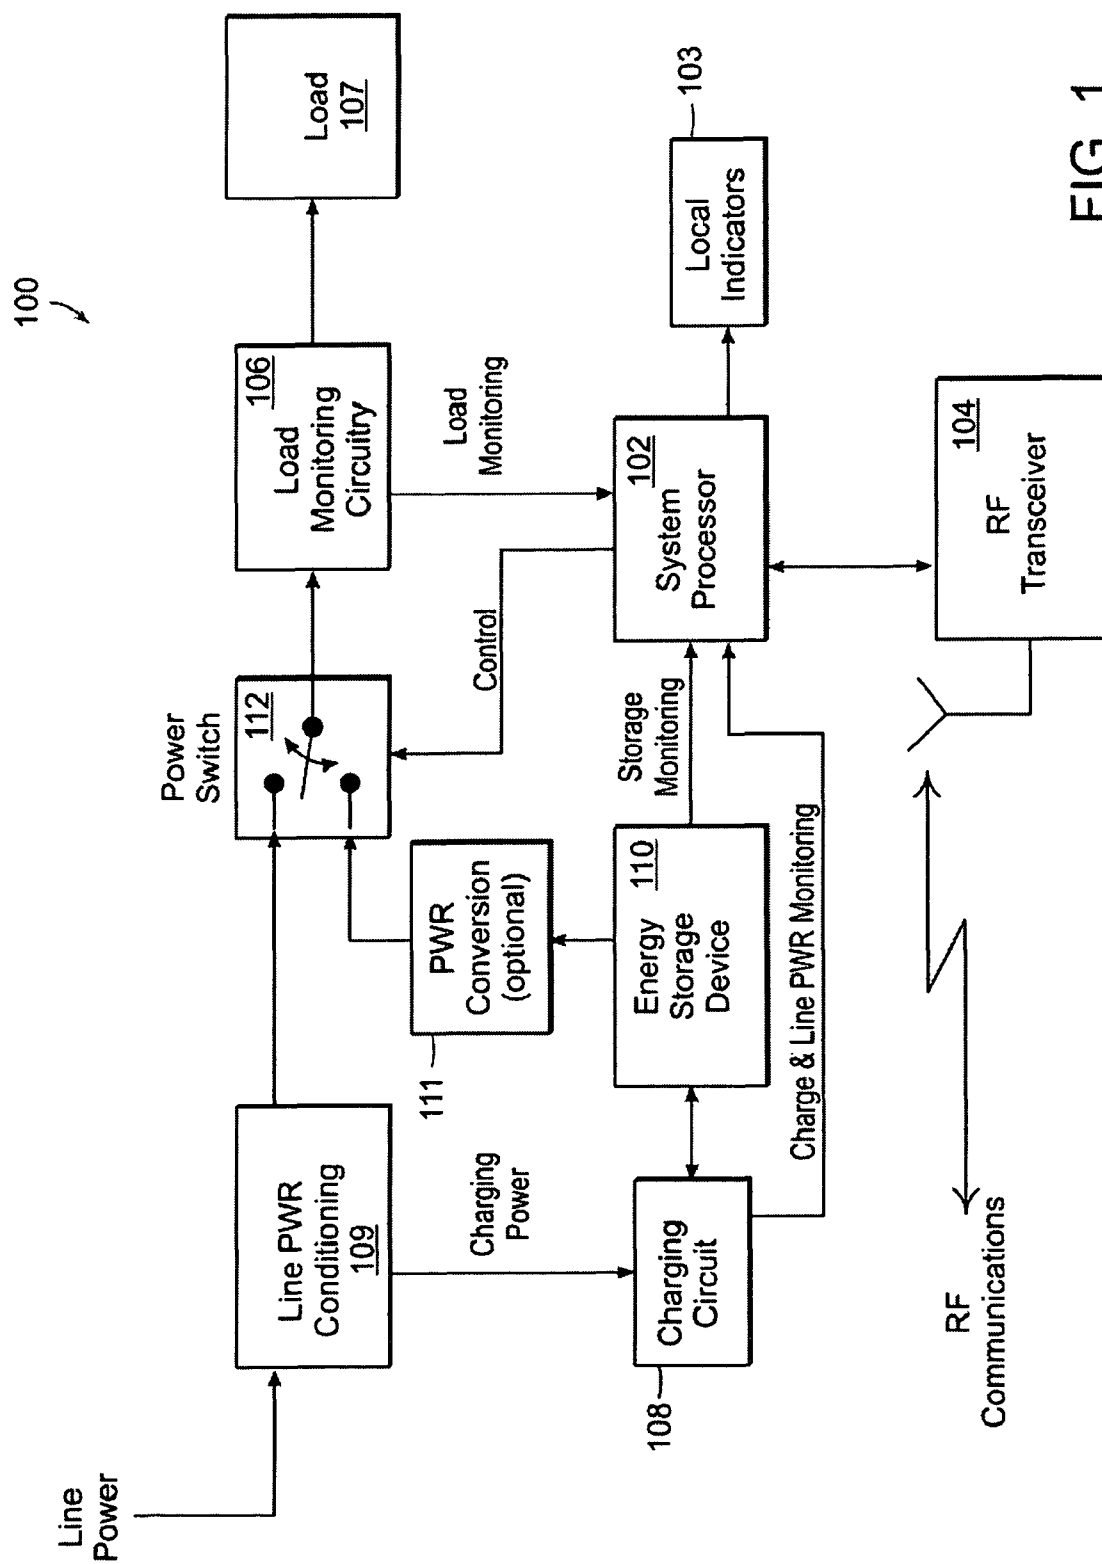 100
Line
Power
Line PWR
Conditioning
109
Power
Switch
112
106
Load
Monitoring
Circuitry
Load
107
Charging
Power
111
PWR
Conversion
(optional)
Control
Load
Monitoring
108
Charging
Circuit
110
Energy
Storage
Device
Storage
Monitoring
102
System
Processor
Local
Indicators
103
Charge & Line PWR Monitoring
RF
Communications
104
RF
Transceiver
FIG. 1